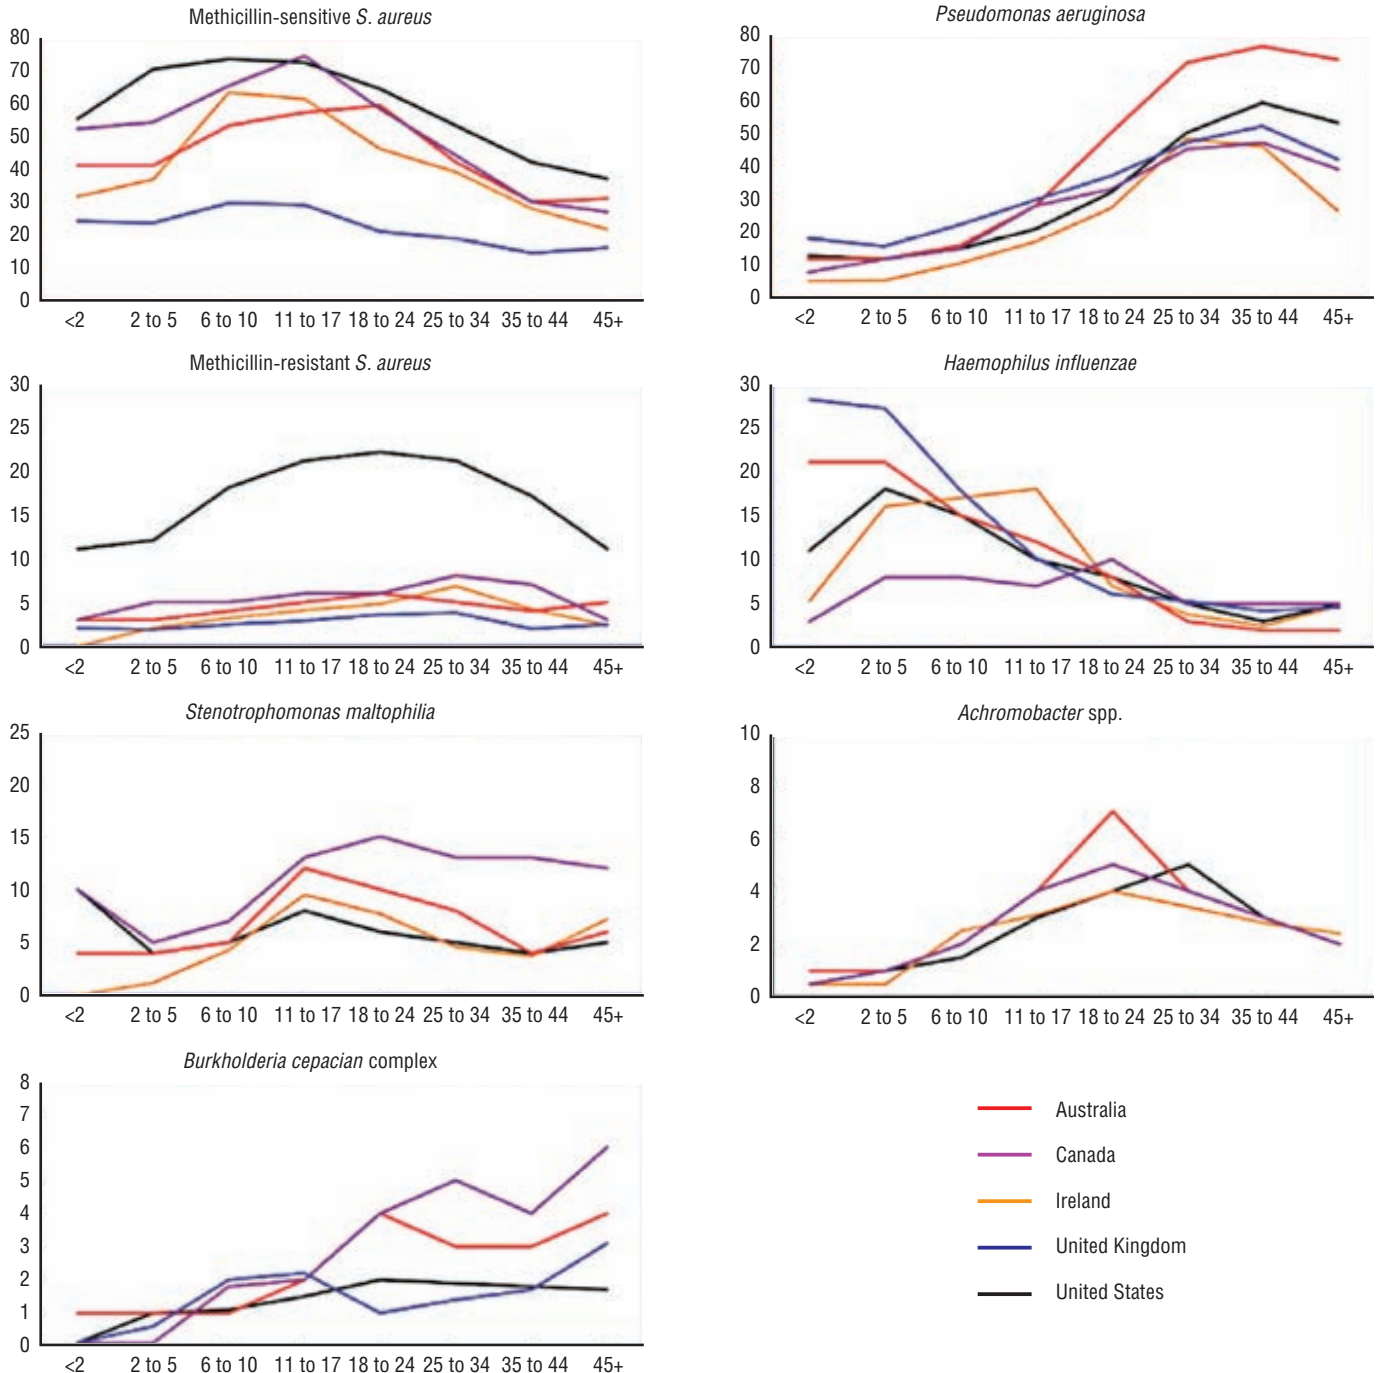 Methicillin-sensitive S. aureus
80
70
60
50
40
30
20
10
0
<2 2 to 5 6 to 10 11 to 17 18 to 24 25 to 34 35 to 44 45+
Pseudomonas aeruginosa
80
70
60
50
40
30
20
10
0
<2 2 to 5 6 to 10 11 to 17 18 to 24 25 to 34 35 to 44 45+
Methicillin-resistant S. aureus
30
25
20
15
10
5
0
<2 2 to 5 6 to 10 11 to 17 18 to 24 25 to 34 35 to 44 45+
Haemophilus influenzae
30
25
20
15
10
5
0
<2 2 to 5 6 to 10 11 to 17 18 to 24 25 to 34 35 to 44 45+
Stenotrophomonas maltophilia
25
20
15
10
5
0
<2 2 to 5 6 to 10 11 to 17 18 to 24 25 to 34 35 to 44 45+
Achromobacter spp.
10
8
6
4
2
0
<2 2 to 5 6 to 10 11 to 17 18 to 24 25 to 34 35 to 44 45+
Burkholderia cepacian complex
8
7
6
5
4
3
2
1
0
<2 2 to 5 6 to 10 11 to 17 18 to 24 25 to 34 35 to 44 45+
Australia
Canada
Ireland
United Kingdom
United States